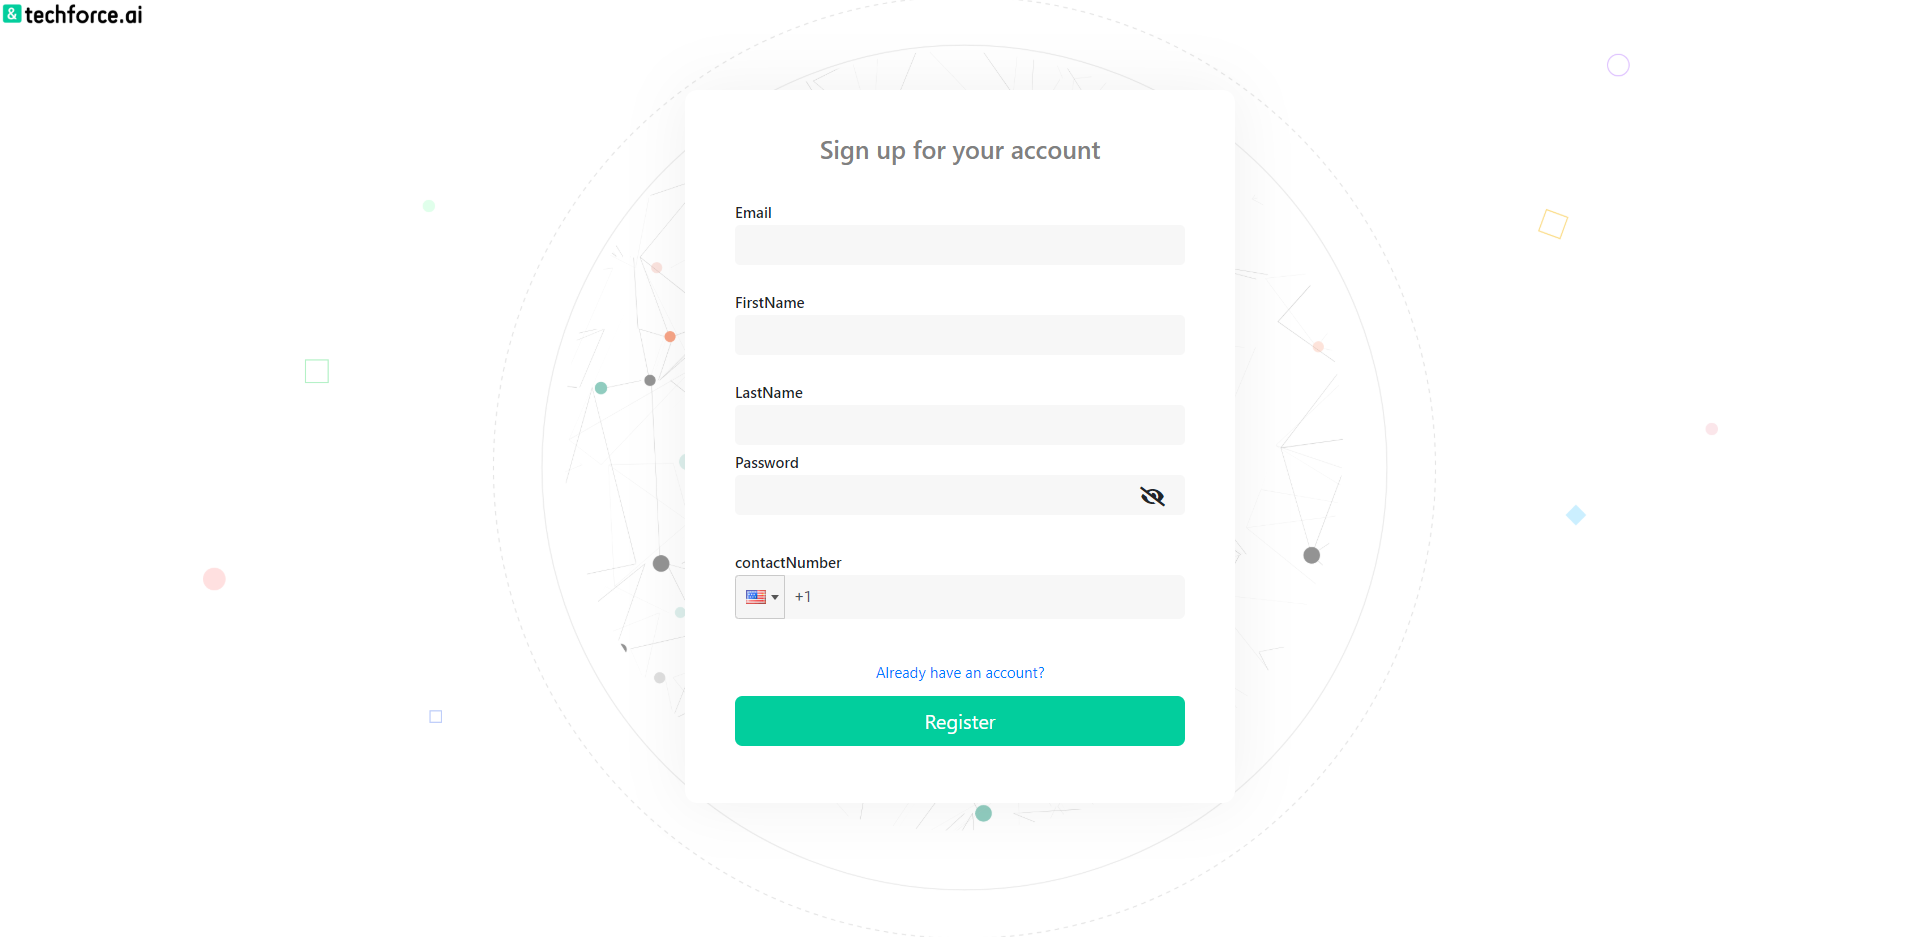 & techforce.ai
Sign up for your account
Email
FirstName
LastName
Password
contactNumber
+1
Already have an account?
Register